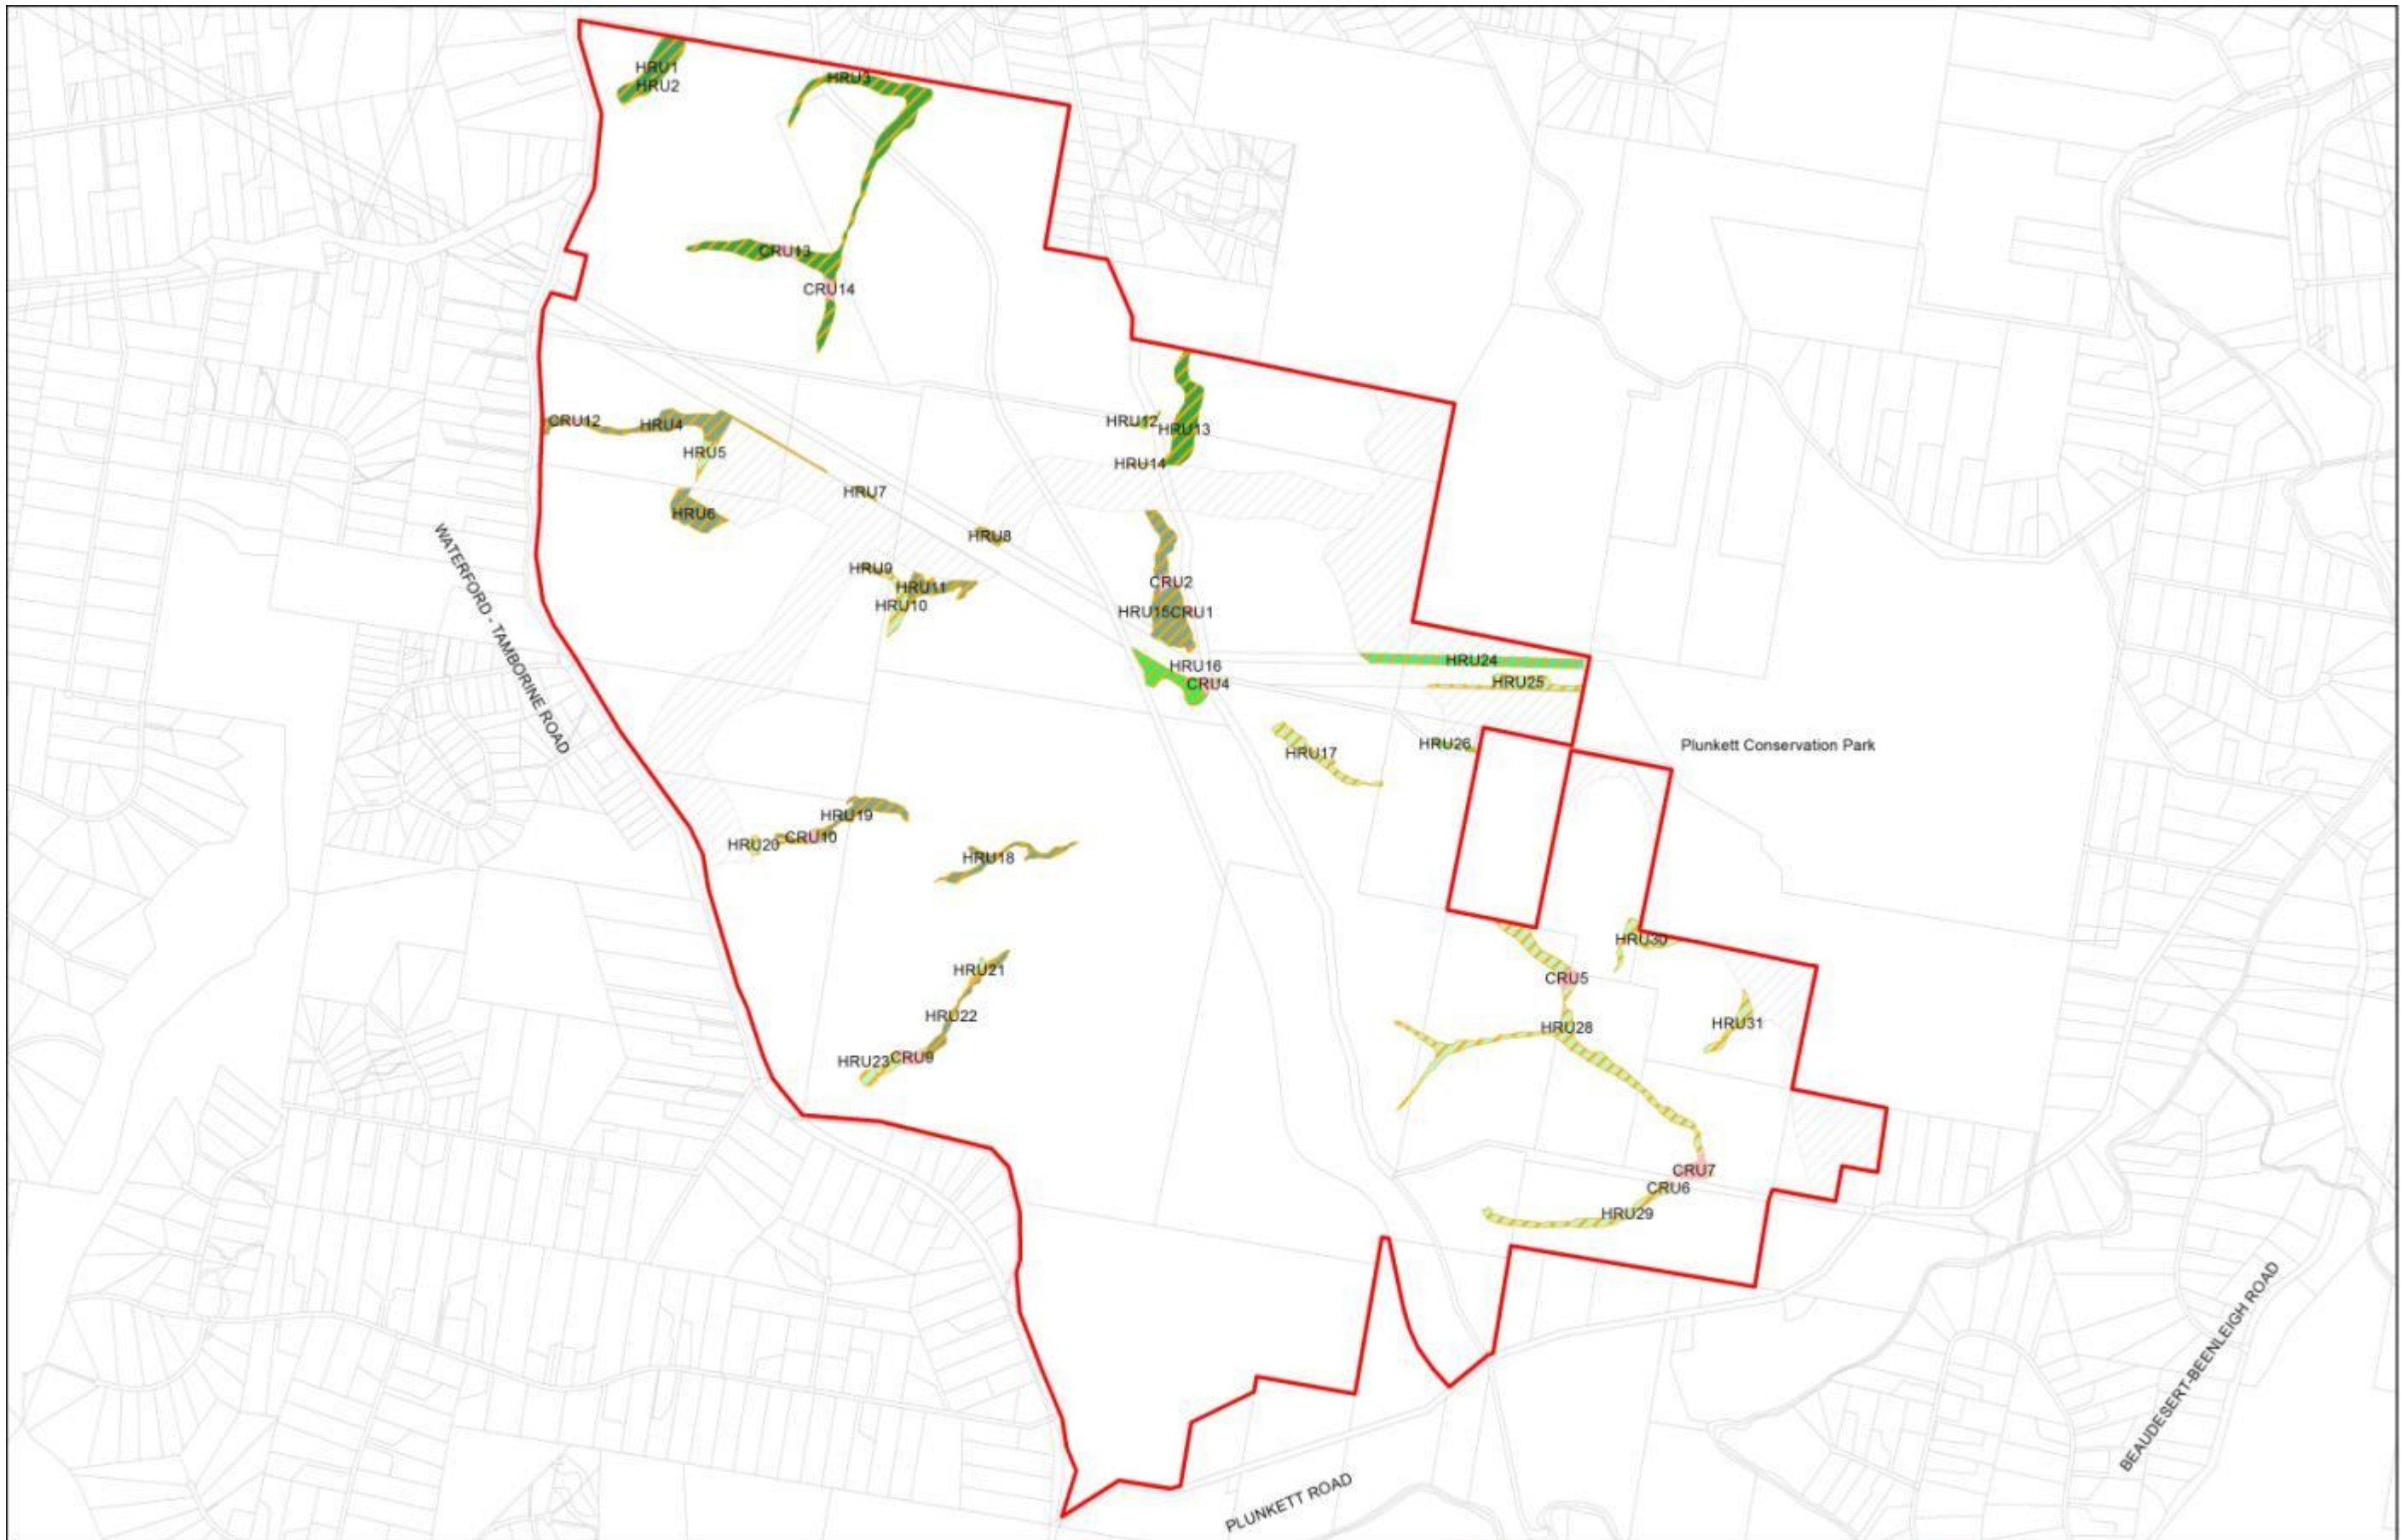 HRU1
HRU2
HRU3
CRU13
CRU14
CRU12
HRU4
HRU5
HRU6
HRU7
HRU8
HRU9
HRU11
HRU10
HRU12
HRU13
HRU14
CRU2
HRU15CRU1
HRU16
CRU4
HRU24
HRU25
HRU26
HRU17
Plunkett Conservation Park
WATERFORD - TAMBORINE ROAD
HRU19
CRU10
HRU20
HRU18
HRU21
HRU22
HRU23CRU9
HRU30
CRU5
HRU28
HRU31
CRU7
CRU6
HRU29
PLUNKETT ROAD
BEAUDESERT-BEENLEIGH ROAD